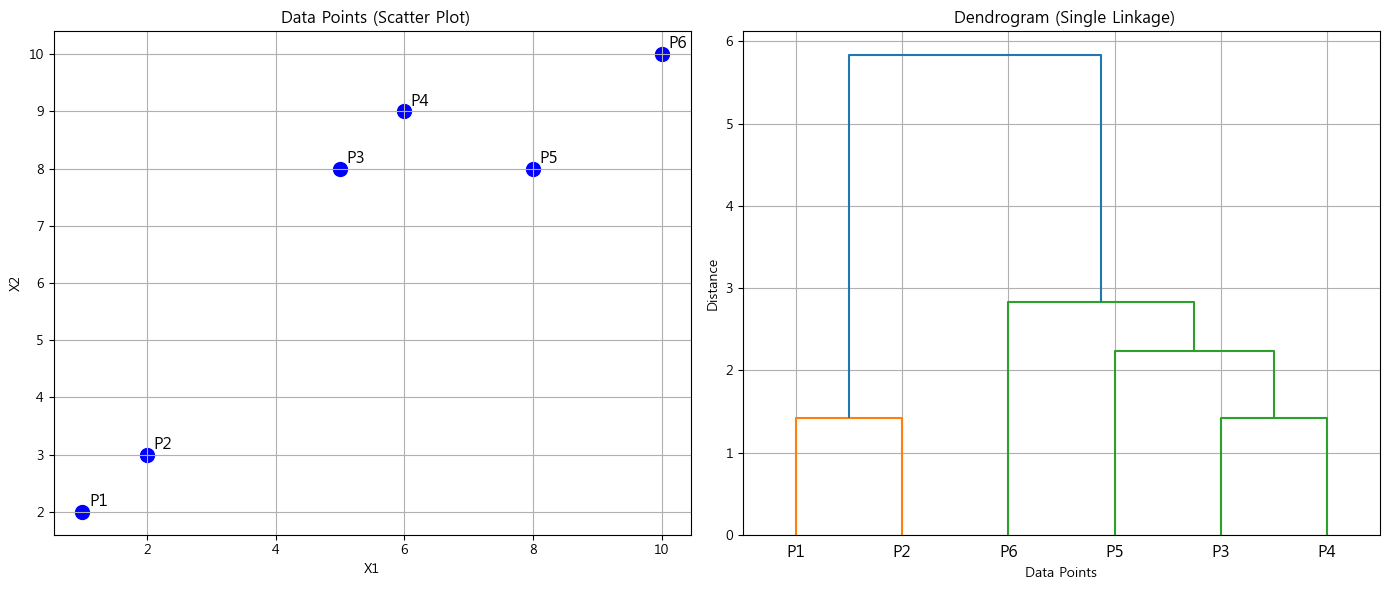 Data Points (Scatter Plot)
X2
10
9
8
7
6
5
4
3
2
P6
P4
P3
P5
P2
P1
2
4
6
8
10
X1
Dendrogram (Single Linkage)
Distance
6
5
4
3
2
1
0
P1
P2
P6
P5
P3
P4
Data Points